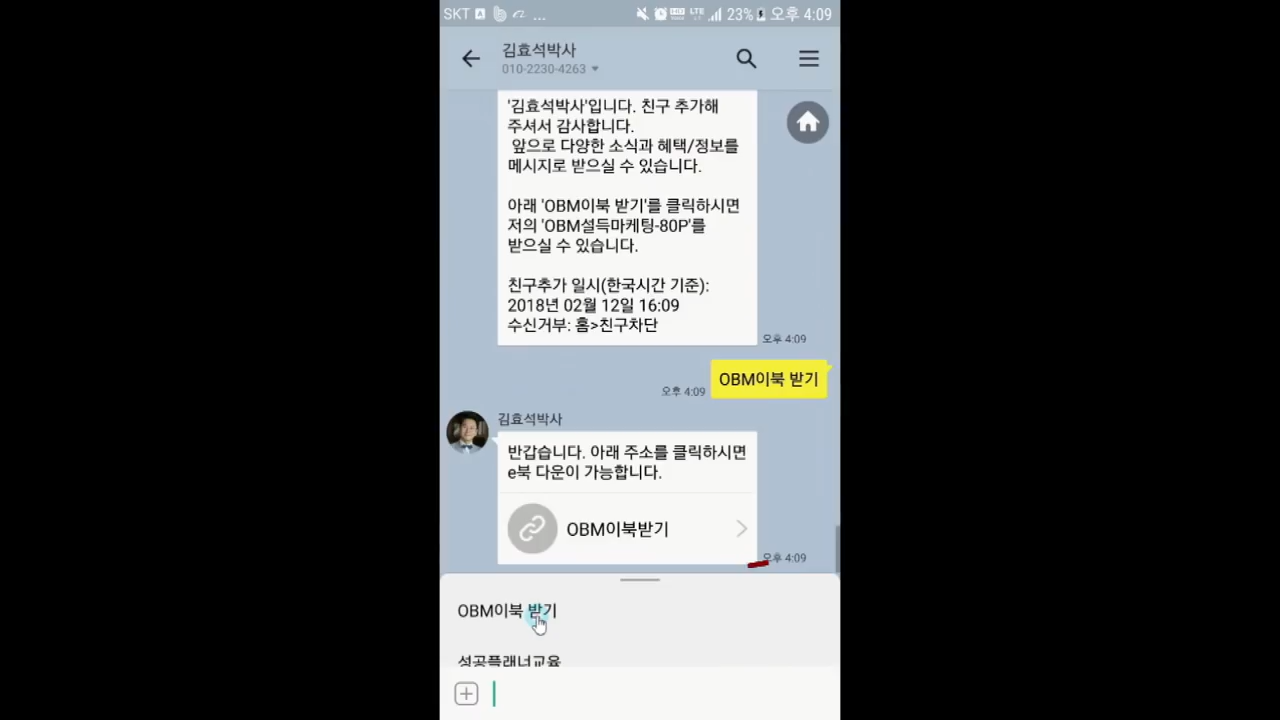 SKT
...
LTE
23%
오후 4:09
김효석박사
010-2230-4263
'김효석박사'입니다. 친구 추가해
주셔서 감사합니다.
앞으로 다양한 소식과 혜택/정보를
메시지로 받으실 수 있습니다.
아래 'OBM이북 받기'를 클릭하시면
저의 'OBM설득마케팅-80P'를
받으실 수 있습니다.
친구추가 일시(한국시간 기준):
2018년 02월 12일 16:09
수신거부: 홈>친구차단
오후 4:09
OBM이북 받기
오후 4:09
김효석박사
반갑습니다. 아래 주소를 클릭하시면
e북 다운이 가능합니다.
OBM이북받기
오후 4:09
OBM이북 받기
성공플래너교육